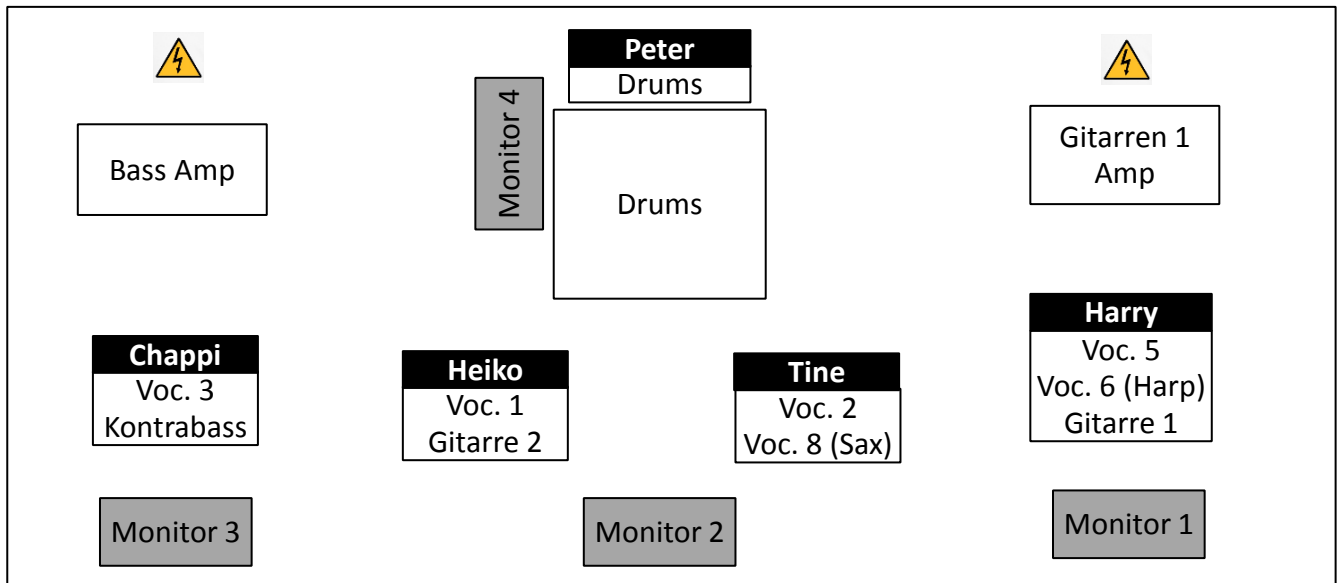 Peter
Drums
Monitor 4
Bass Amp
Drums
Gitarren 1
Amp
Chappi
Voc. 3
Kontrabass
Heiko
Voc. 1
Gitarre 2
Tine
Voc. 2
Voc. 8 (Sax)
Harry
Voc. 5
Voc. 6 (Harp)
Gitarre 1
Monitor 3
Monitor 2
Monitor 1